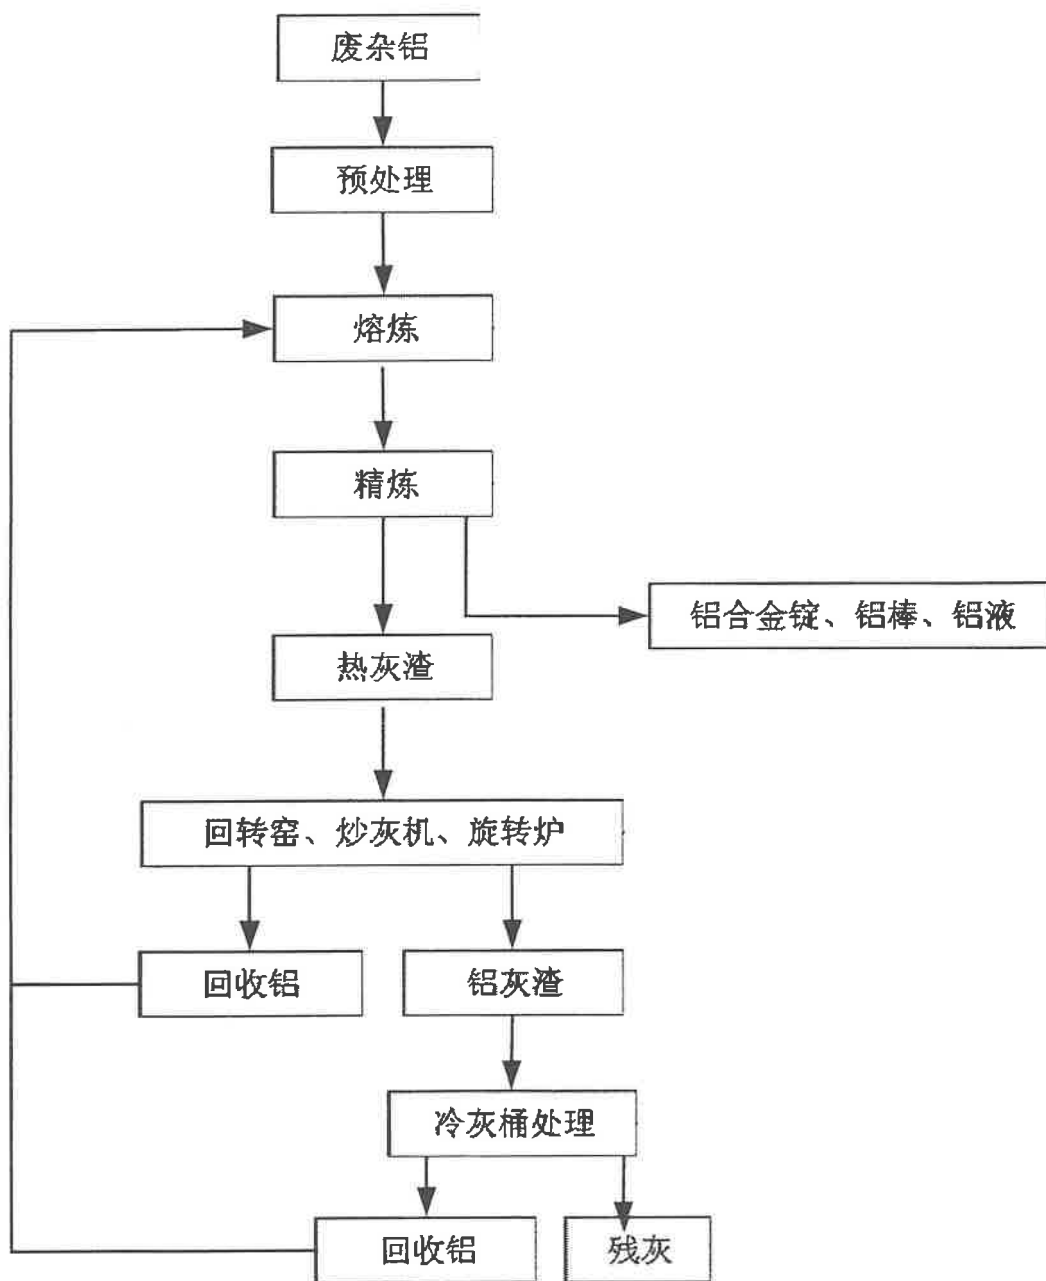 废杂铝
预处理
熔炼
精炼
铝合金锭、铝棒、铝液
热灰渣
回转窑、炒灰机、旋转炉
回收铝
铝灰渣
冷灰桶处理
回收铝
残灰